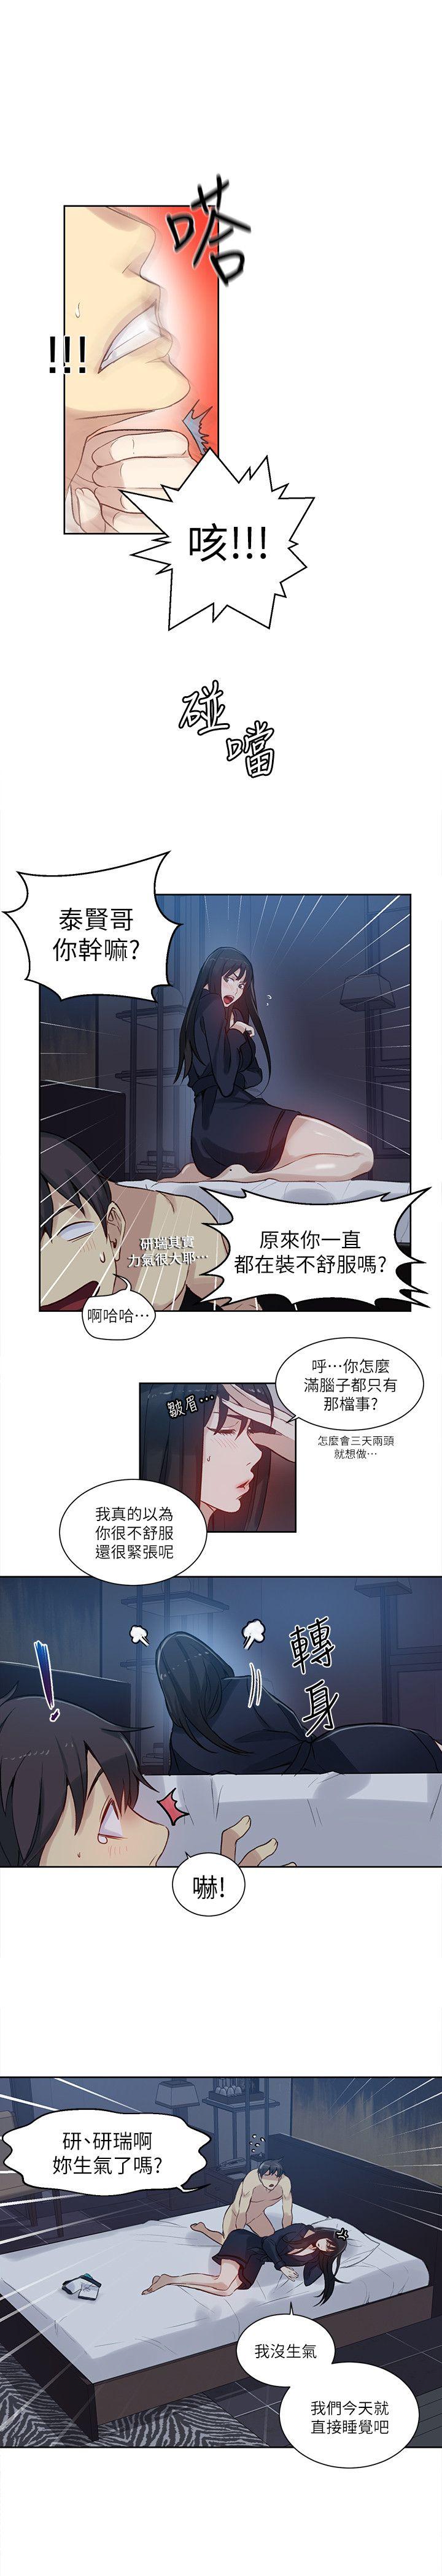 嗒
!!!
咳!!!
碰
噹
泰賢哥
你幹嘛?
研瑞其實
力氣很大耶…
啊哈哈…
原來你一直
都在裝不舒服嗎?
呼…你怎麼
滿腦子都只有
那檔事?
怎麼會三天兩頭
就想做…
皺眉…
我真的以為
你很不舒服
還很緊張呢
轉
身
嚇!
研、研瑞啊
妳生氣了嗎?
我沒生氣
我們今天就
直接睡覺吧